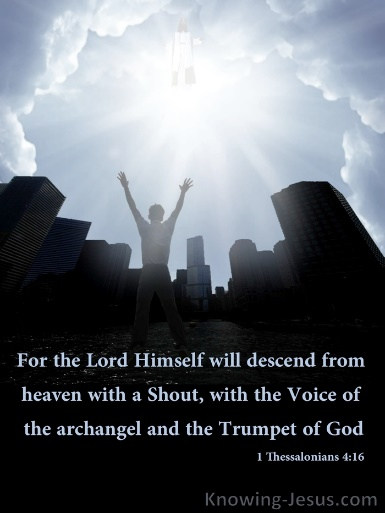 For the Lord Himself will descend from
heaven with a Shout, with the Voice of
the archangel and the Trumpet of God
1 Thessalonians 4:16
Knowing-Jesus.com